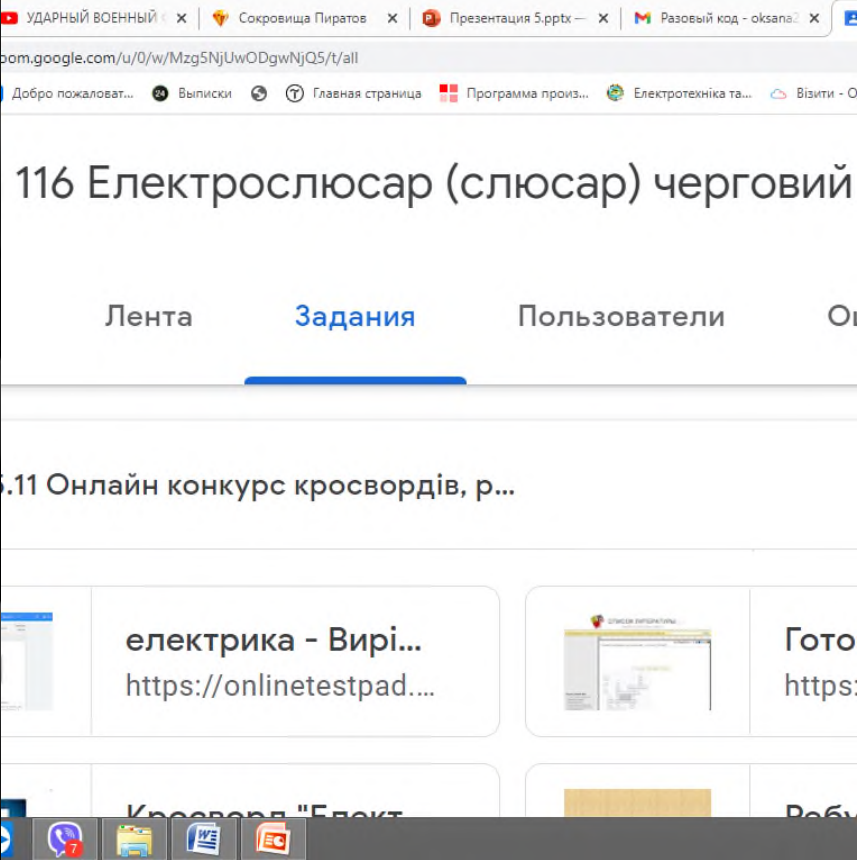 УДАРНЫЙ ВОЕННЫЙ
Сокровища Пиратов
Презентация 5.pptx —
Разовый код - oksana2
oom.google.com/u/0/w/Mzg5NjUwODgwNjQ5/t/all
Добро пожаловат...
24 Выписки
Главная страница
Программа произ...
Електротехніка та...
Візити - О
116 Електрослюсар (слюсар) черговий
Лента
Задания
Пользователи
.11 Онлайн конкурс кросвордів, р...
електрика - Вирі...
https://onlinetestpad....
СПИСОК ЛИТЕРАТУРЫ
Гото
https:
Кросворд "Елект
Робу
7